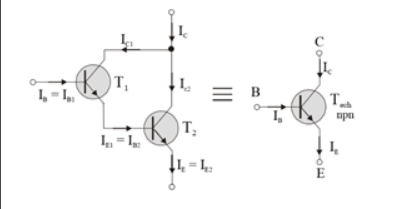 I_C1
I_C
T_1
I_B = I_B1
I_c2
T_2
I_E1 = I_B2
I_E = I_E2
≡
C
I_C
B
I_B
T_ech
npn
I_E
E